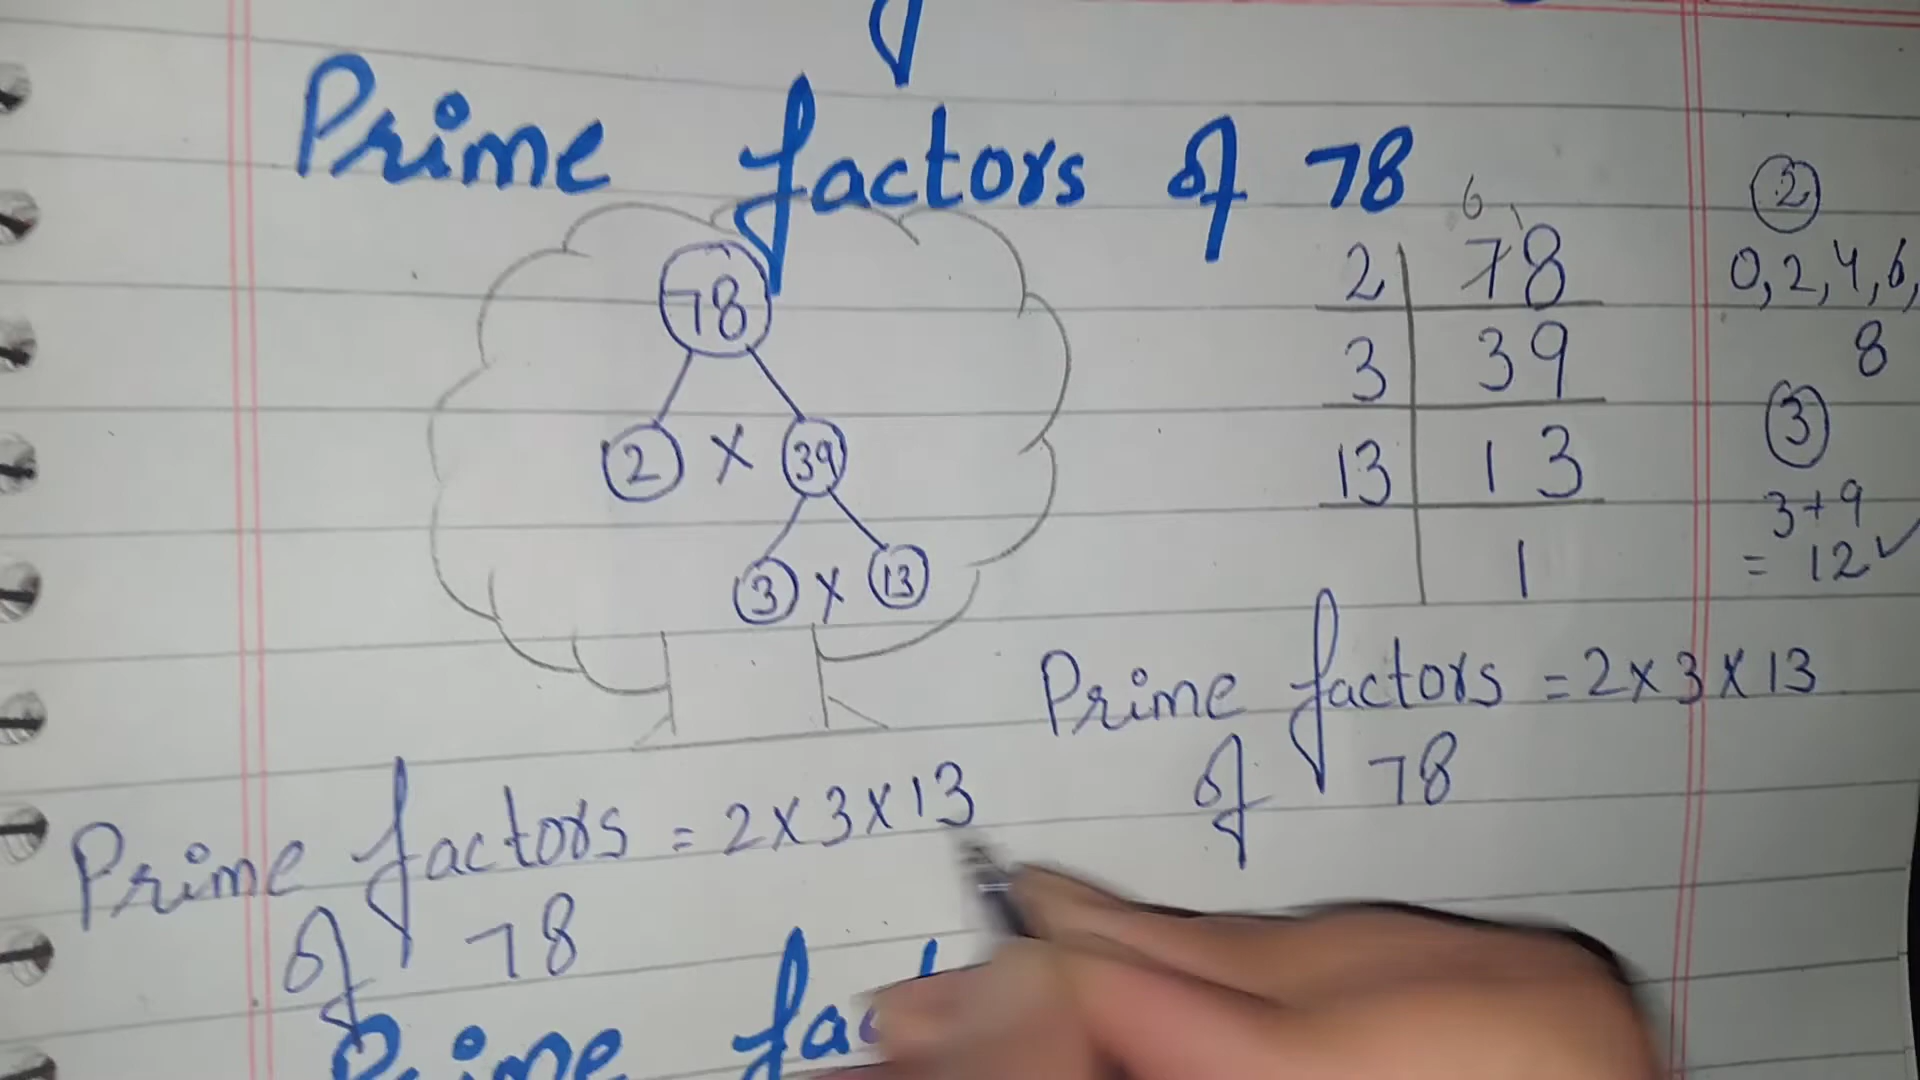 Prime factors of 78
78
2 x 39
3 x 13
6 1
2 78
3 39
13 13
1
2
0, 2, 4, 6,
8
3
3+9
= 12 ✓
Prime factors = 2 x 3 x 13
of 78
Prime factors = 2 x 3 x 13
of 78
Prime